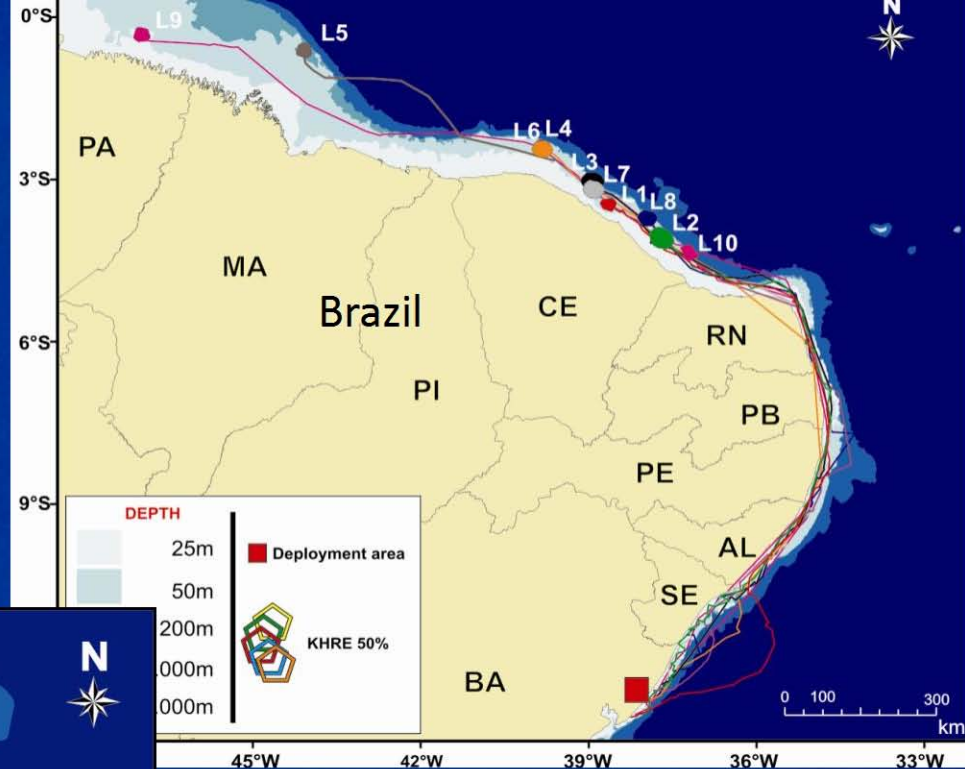 N
0°S
3°S
6°S
9°S
L9
L5
L6 L4
L3
L7
L1
L8
L2
L10
PA
MA
Brazil
CE
PI
RN
PB
PE
AL
SE
BA
DEPTH
25m
50m
200m
.000m
.000m
Deployment area
KHRE 50%
N
0 100 300
km
45°W
42°W
39°W
36°W
33°W